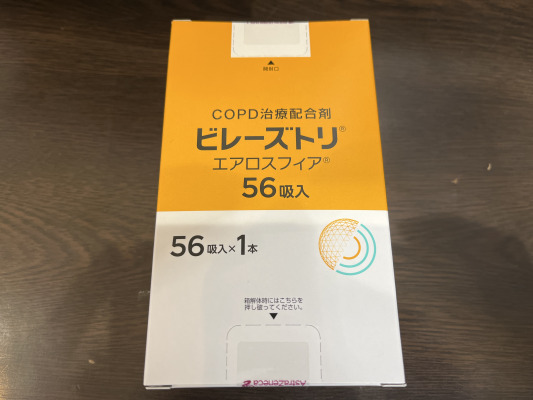 ▲
開封口
COPD治療配合剤
ビレーズトリ®
エアロスフィア®
56吸入
56吸入×1本
箱解体時にはこちらを
押し破ってください。
▼
AstraZeneca